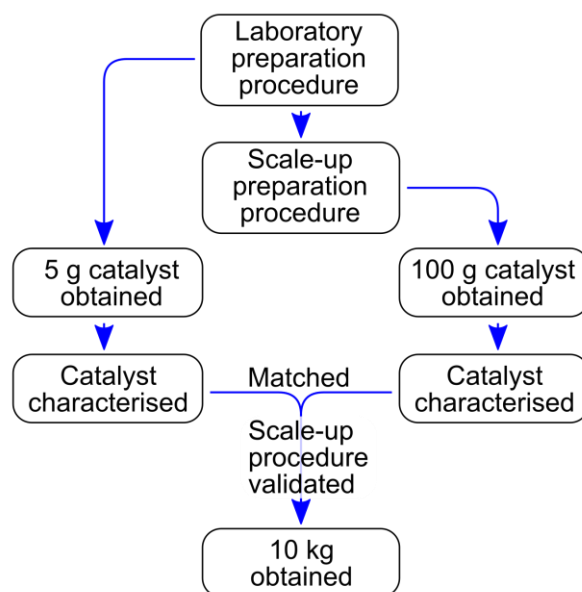 Laboratory
preparation
procedure
Scale-up
preparation
procedure
5 g catalyst
obtained
100 g catalyst
obtained
Catalyst
characterised
Matched
Catalyst
characterised
Scale-up
procedure
validated
10 kg
obtained